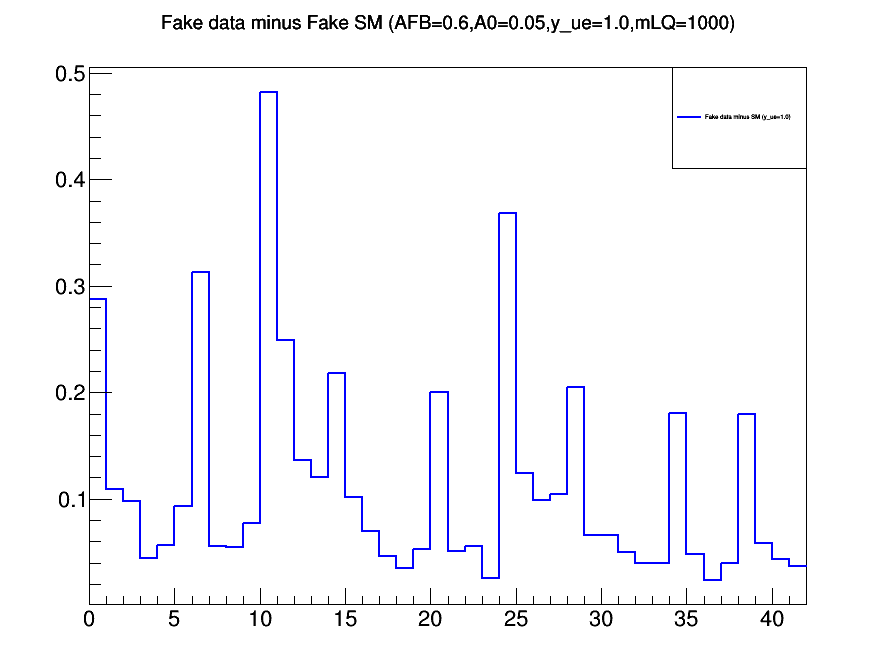 Fake data minus Fake SM (AFB=0.6,A0=0.05,y_ue=1.0,mLQ=1000)
0.5
Fake data minus SM (y_ue=1.0)
0.4
0.3
0.2
0.1
0 5 10 15 20 25 30 35 40